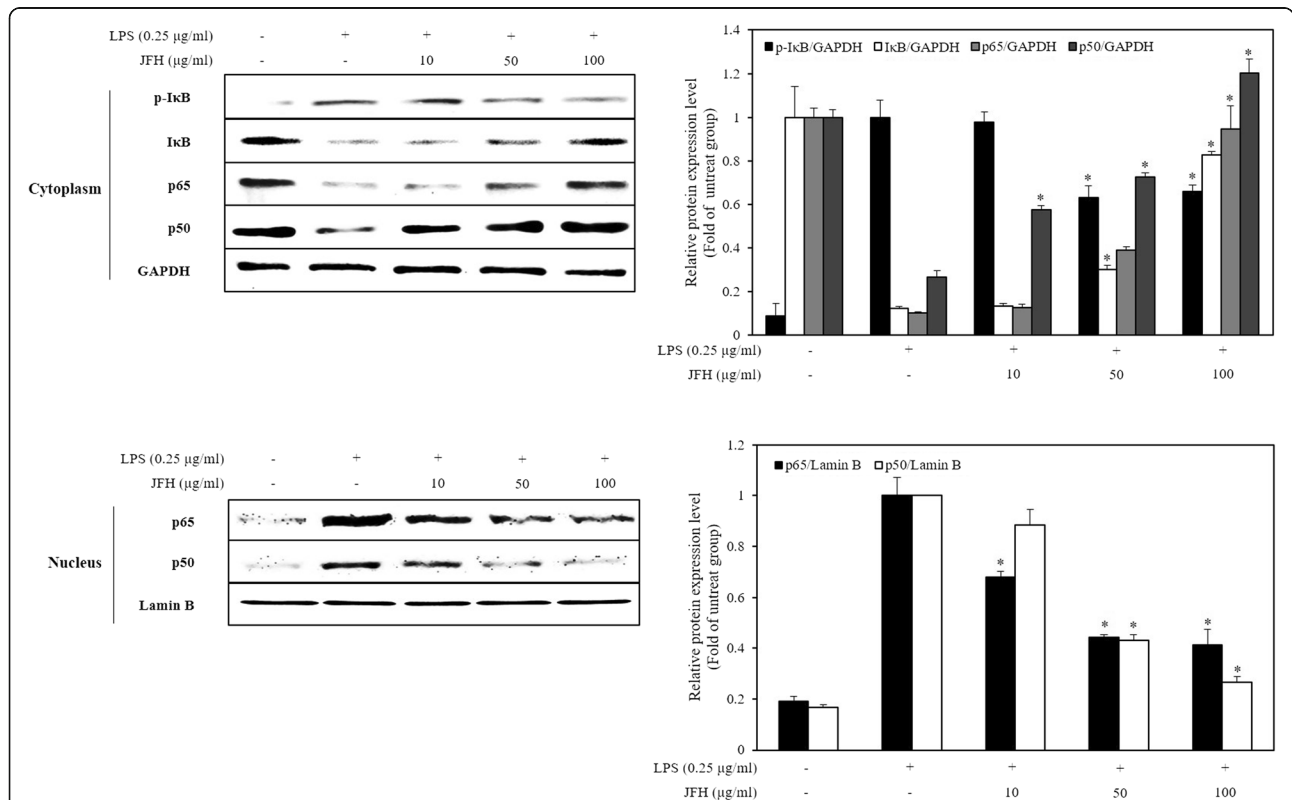 LPS (0.25 μg/ml) - + + + +
JFH (μg/ml) - - 10 50 100
Cytoplasm
p-IκB
IκB
p65
p50
GAPDH
p-IκB/GAPDH IκB/GAPDH p65/GAPDH p50/GAPDH
Relative protein expression level
(Fold of untreat group)
1.4
1.2
1
0.8
0.6
0.4
0.2
0
* * * * * * *
LPS (0.25 μg/ml) - + + + +
JFH (μg/ml) - - 10 50 100
LPS (0.25 μg/ml) - + + + +
JFH (μg/ml) - - 10 50 100
Nucleus
p65
p50
Lamin B
p65/Lamin B p50/Lamin B
Relative protein expression level
(Fold of untreat group)
1.2
1
0.8
0.6
0.4
0.2
0
* * * * *
LPS (0.25 μg/ml) - + + + +
JFH (μg/ml) - - 10 50 100